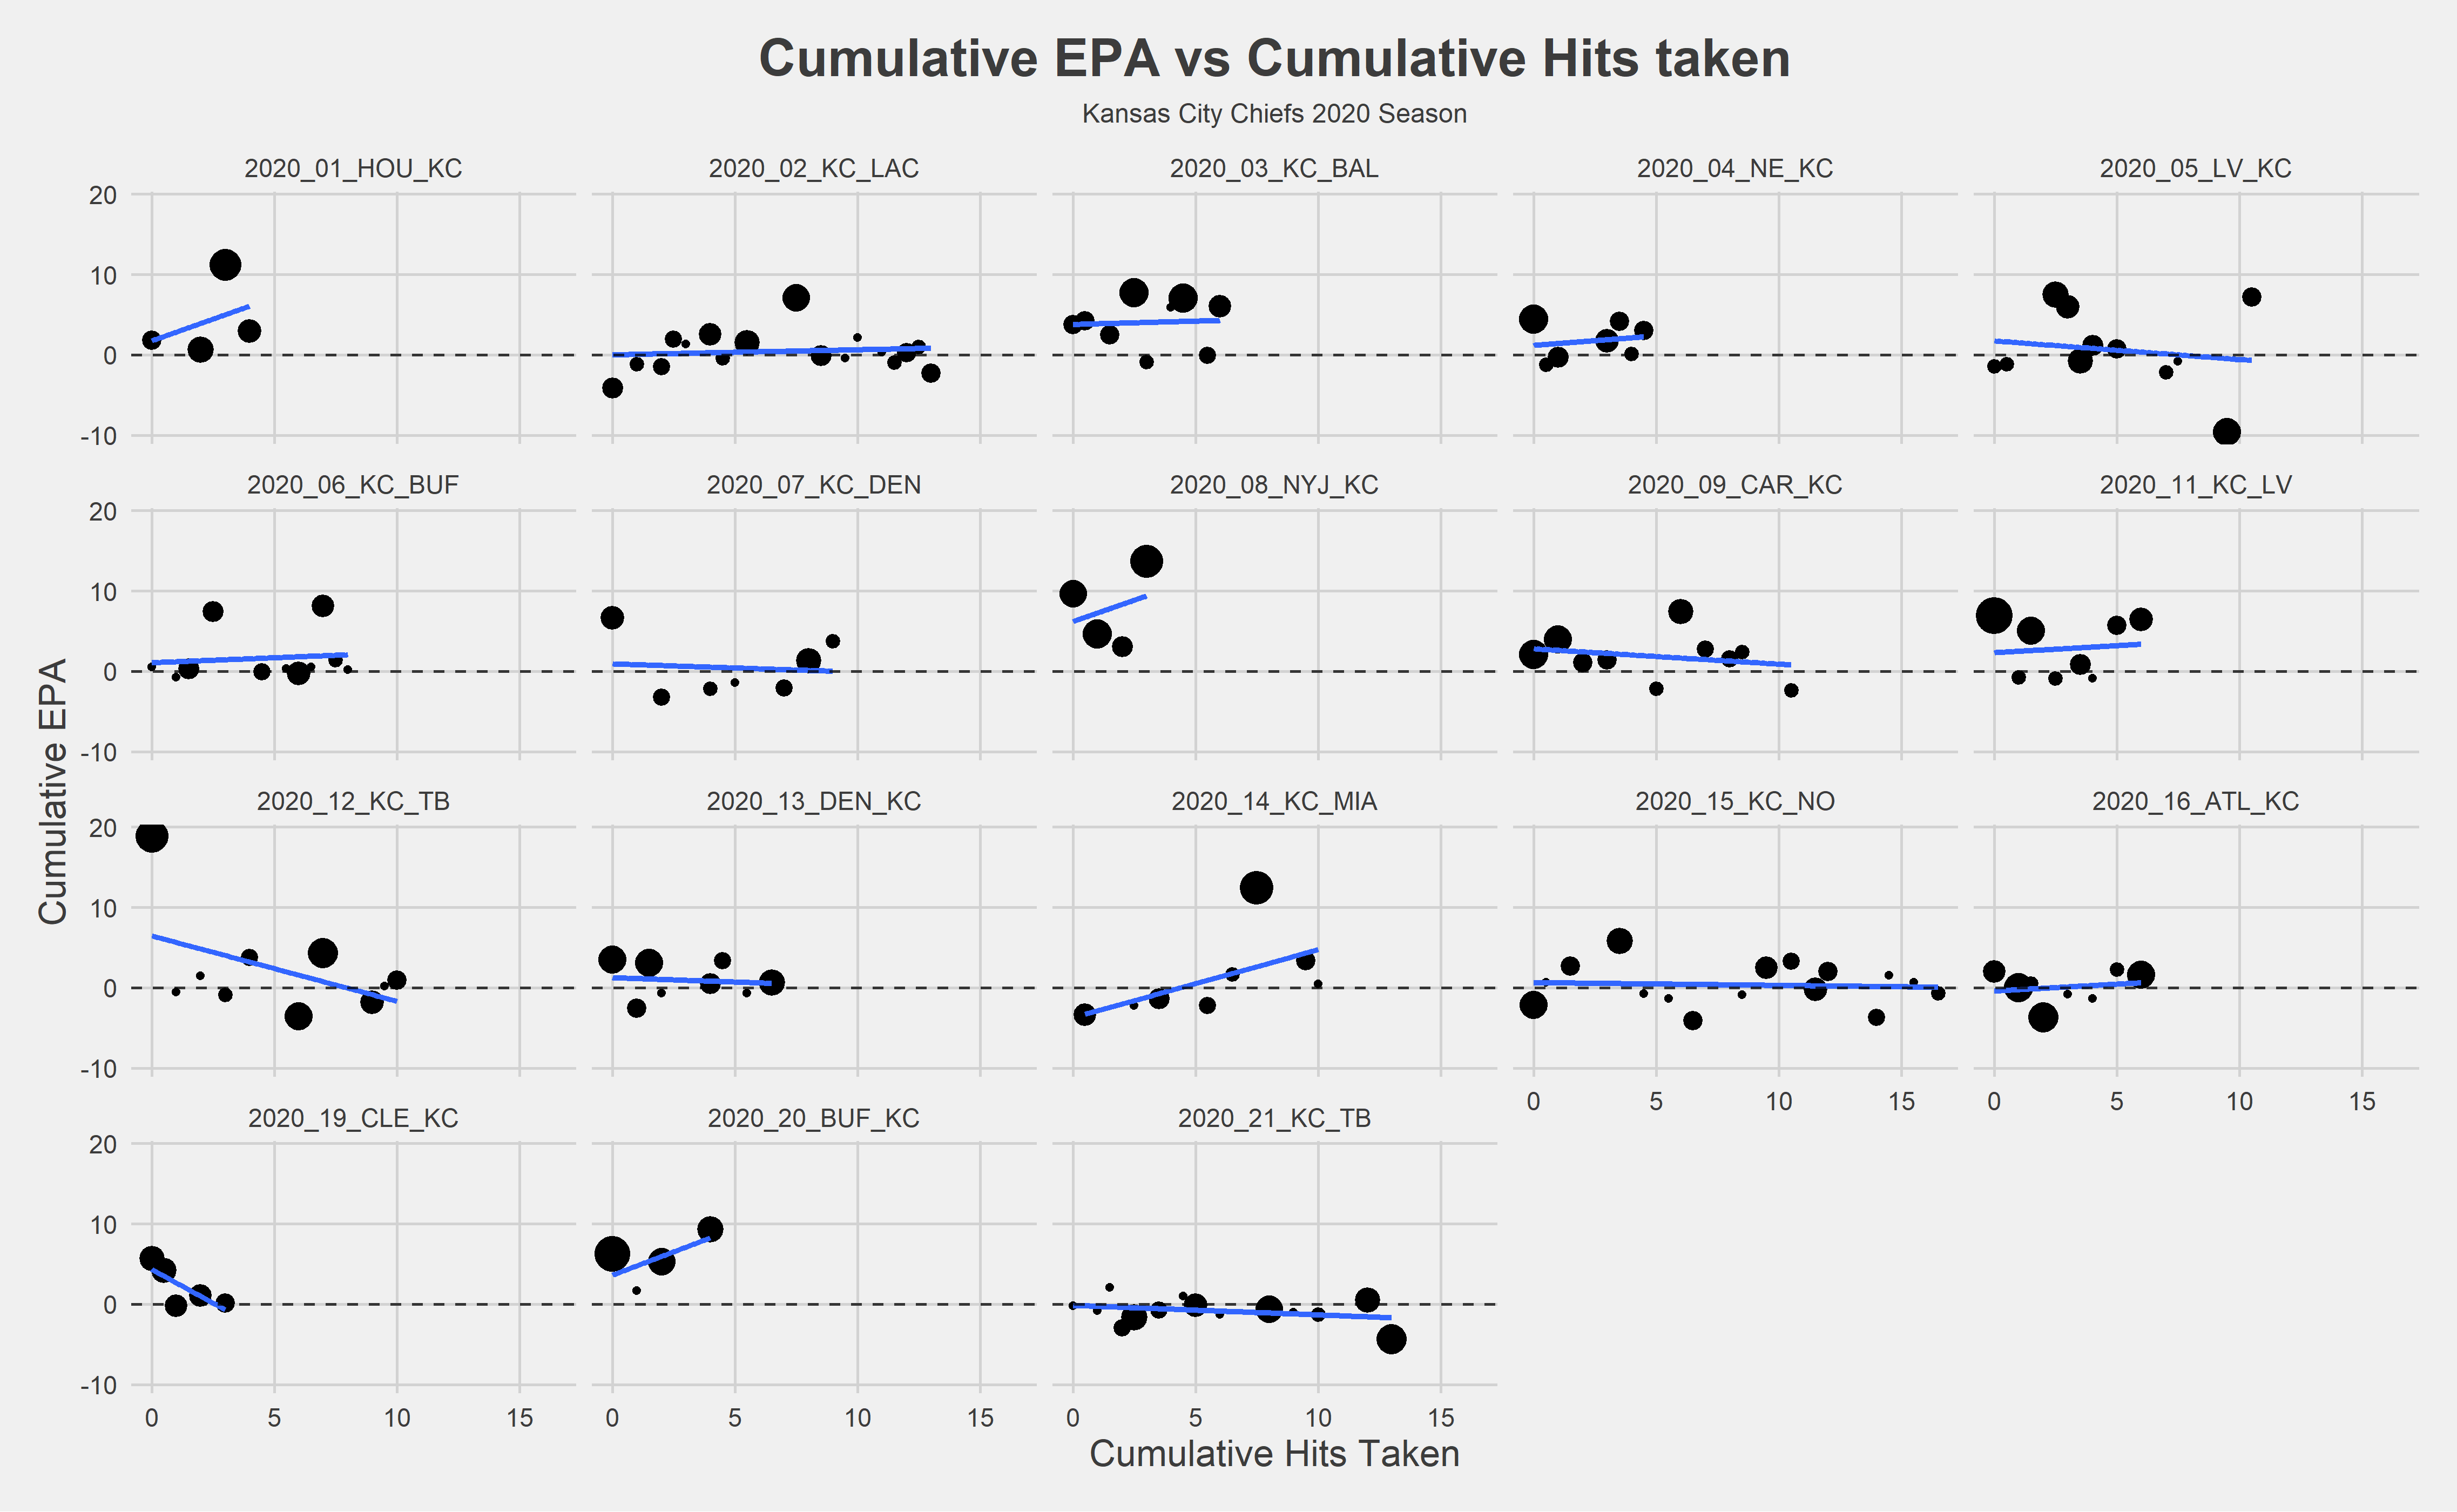 Cumulative EPA vs Cumulative Hits taken
Kansas City Chiefs 2020 Season
2020_01_HOU_KC 2020_02_KC_LAC 2020_03_KC_BAL 2020_04_NE_KC 2020_05_LV_KC
20
10
0
-10
2020_06_KC_BUF 2020_07_KC_DEN 2020_08_NYJ_KC 2020_09_CAR_KC 2020_11_KC_LV
20
10
0
-10
Cumulative EPA
2020_12_KC_TB 2020_13_DEN_KC 2020_14_KC_MIA 2020_15_KC_NO 2020_16_ATL_KC
20
10
0
-10
0 5 10 15 0 5 10 15
2020_19_CLE_KC 2020_20_BUF_KC 2020_21_KC_TB
20
10
0
-10
0 5 10 15 0 5 10 15 0 5 10 15
Cumulative Hits Taken